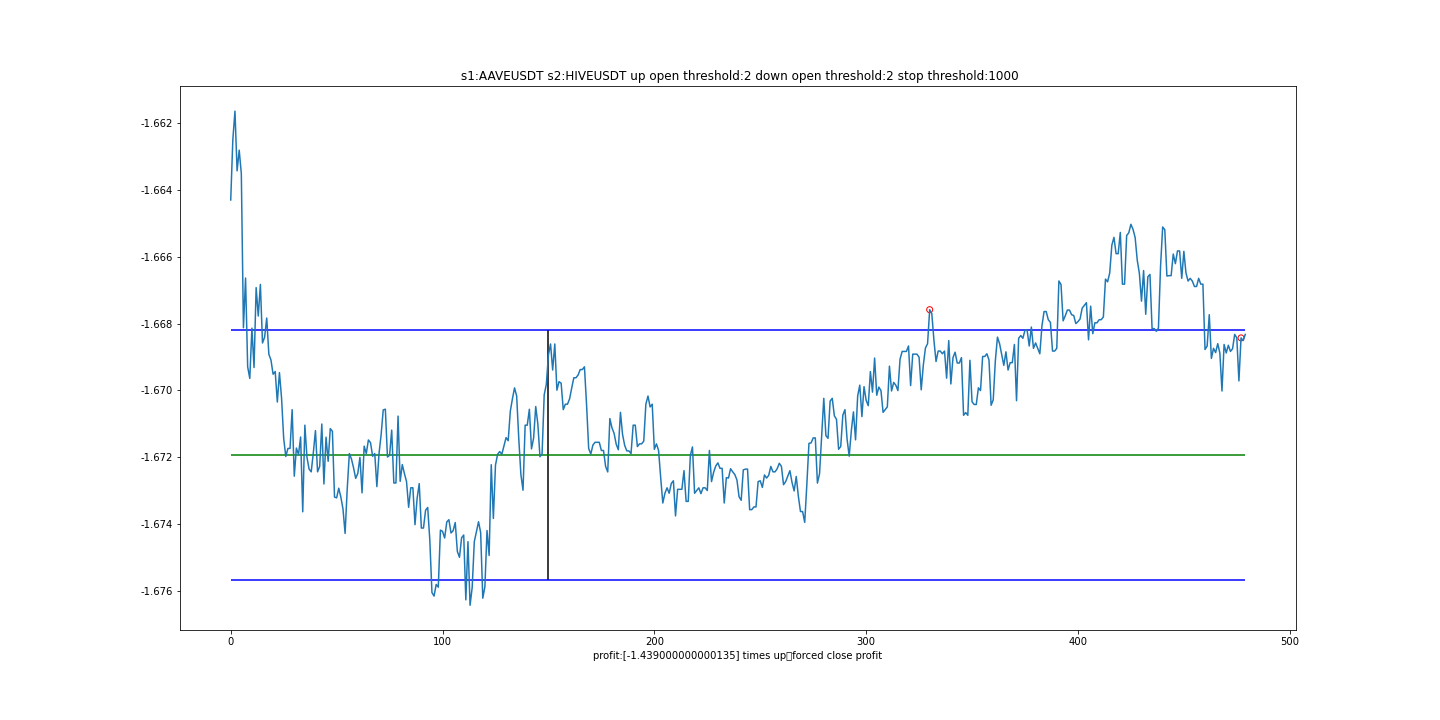 s1:AAVEUSDT s2:HIVEUSDT up open threshold:2 down open threshold:2 stop threshold:1000
-1.662
-1.664
-1.666
-1.668
-1.670
-1.672
-1.674
-1.676
0 100 200 300 400 500
profit:[-1.439000000000135] times up▯forced close profit